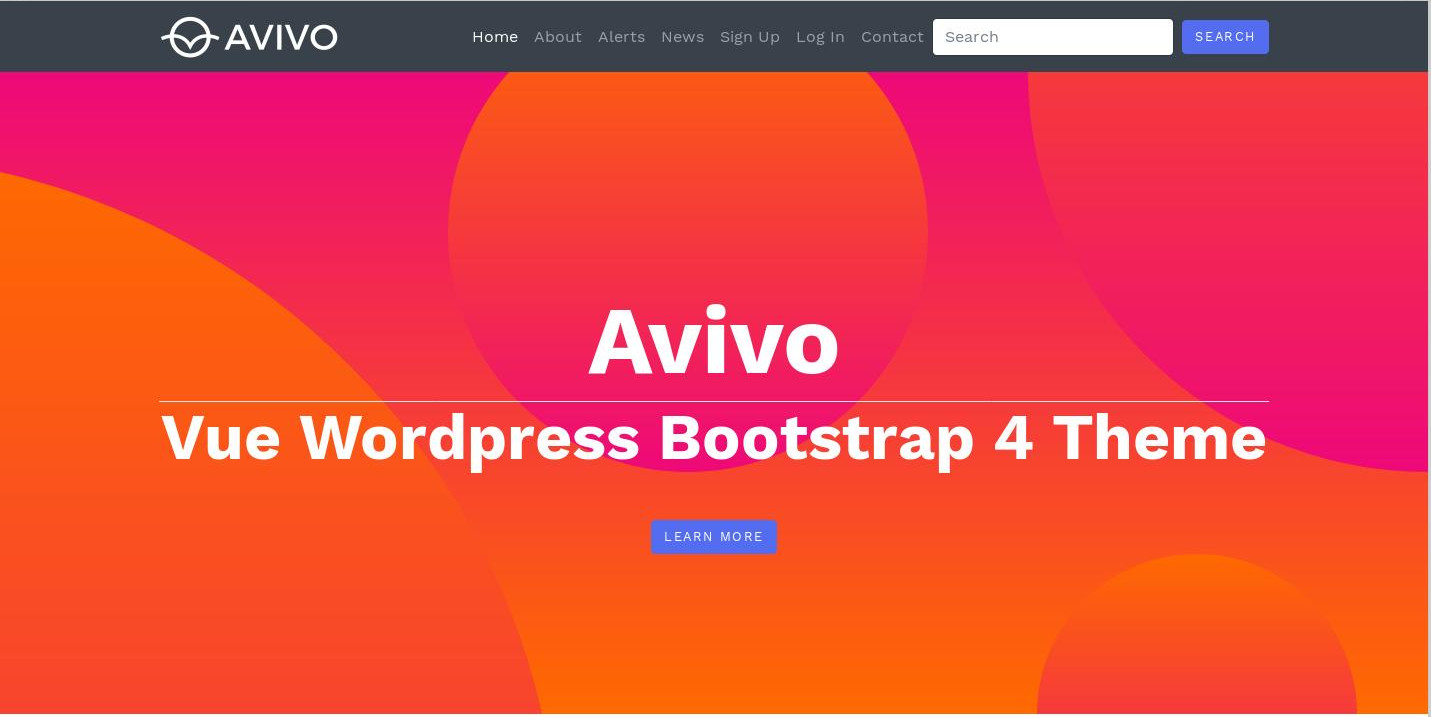 AVIVO Home About Alerts News Sign Up Log In Contact Search SEARCH
Avivo
Vue Wordpress Bootstrap 4 Theme
LEARN MORE